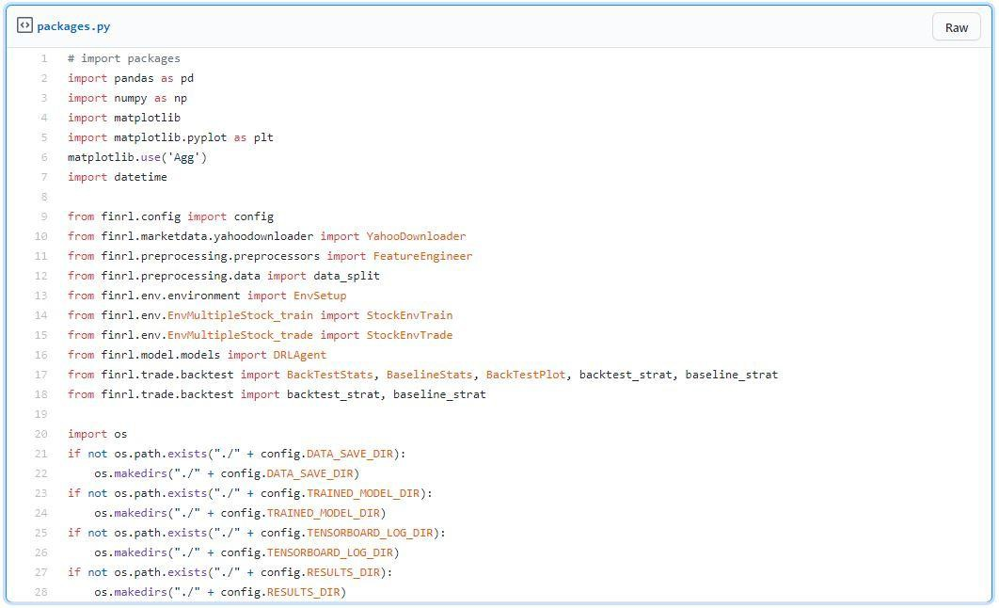 packages.py
Raw
1 # import packages
2 import pandas as pd
3 import numpy as np
4 import matplotlib
5 import matplotlib.pyplot as plt
6 matplotlib.use('Agg')
7 import datetime
8
9 from finrl.config import config
10 from finrl.marketdata.yahoodownloader import YahooDownloader
11 from finrl.preprocessing.preprocessors import FeatureEngineer
12 from finrl.preprocessing.data import data_split
13 from finrl.env.environment import EnvSetup
14 from finrl.env.EnvMultipleStock_train import StockEnvTrain
15 from finrl.env.EnvMultipleStock_trade import StockEnvTrade
16 from finrl.model.models import DRLAgent
17 from finrl.trade.backtest import BackTestStats, BaselineStats, BackTestPlot, backtest_strat, baseline_strat
18 from finrl.trade.backtest import backtest_strat, baseline_strat
19
20 import os
21 if not os.path.exists("./" + config.DATA_SAVE_DIR):
22     os.makedirs("./" + config.DATA_SAVE_DIR)
23 if not os.path.exists("./" + config.TRAINED_MODEL_DIR):
24     os.makedirs("./" + config.TRAINED_MODEL_DIR)
25 if not os.path.exists("./" + config.TENSORBOARD_LOG_DIR):
26     os.makedirs("./" + config.TENSORBOARD_LOG_DIR)
27 if not os.path.exists("./" + config.RESULTS_DIR):
28     os.makedirs("./" + config.RESULTS_DIR)